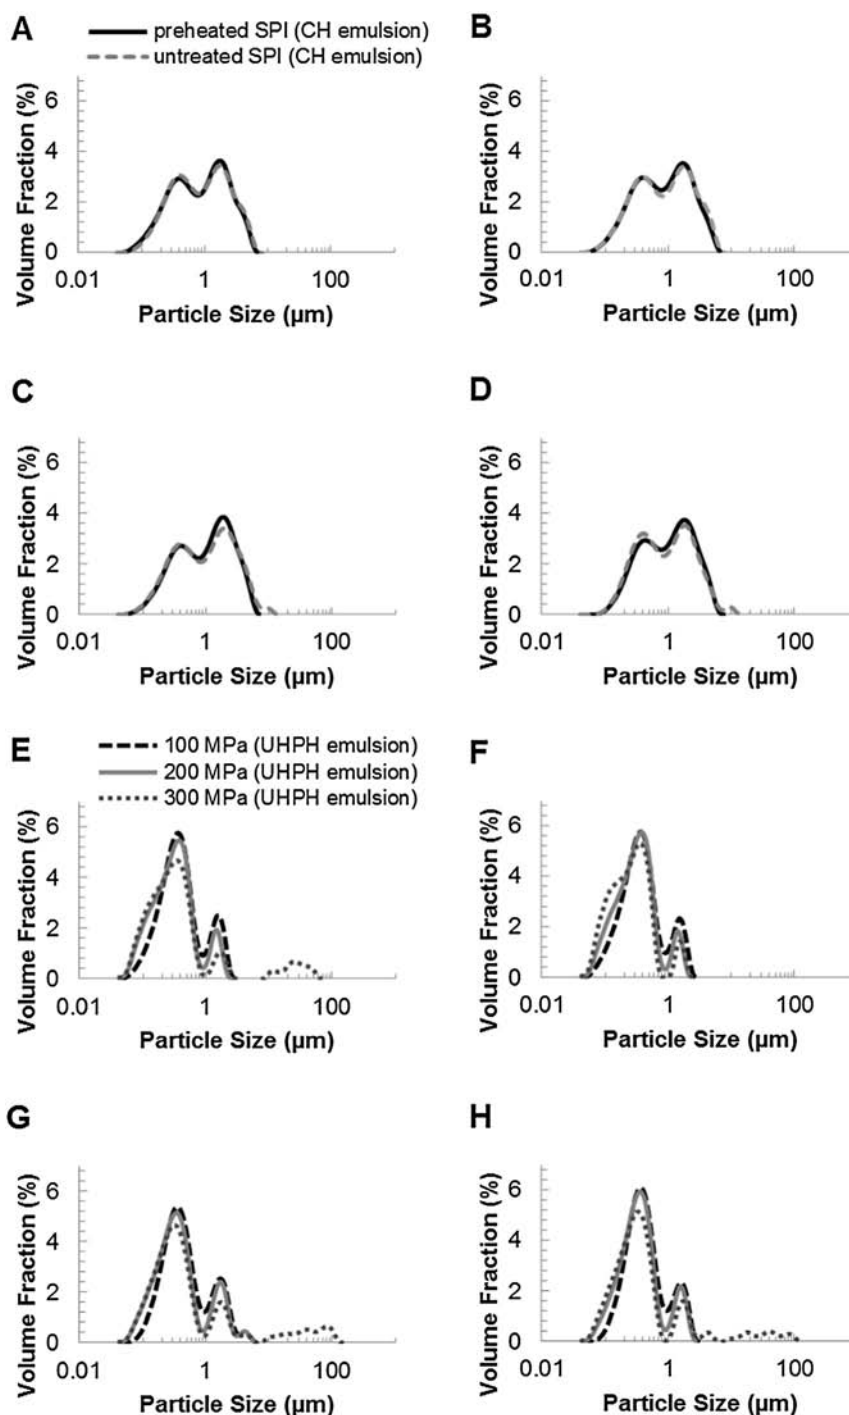 A
preheated SPI (CH emulsion)
untreated SPI (CH emulsion)
Volume Fraction (%)
6
4
2
0
0.01 1 100
Particle Size (µm)
B
Volume Fraction (%)
6
4
2
0
0.01 1 100
Particle Size (µm)
C
Volume Fraction (%)
6
4
2
0
0.01 1 100
Particle Size (µm)
D
Volume Fraction (%)
6
4
2
0
0.01 1 100
Particle Size (µm)
E
100 MPa (UHPH emulsion)
200 MPa (UHPH emulsion)
300 MPa (UHPH emulsion)
Volume Fraction (%)
6
4
2
0
0.01 1 100
Particle Size (µm)
F
Volume Fraction (%)
6
4
2
0
0.01 1 100
Particle Size (µm)
G
Volume Fraction (%)
6
4
2
0
0.01 1 100
Particle Size (µm)
H
Volume Fraction (%)
6
4
2
0
0.01 1 100
Particle Size (µm)